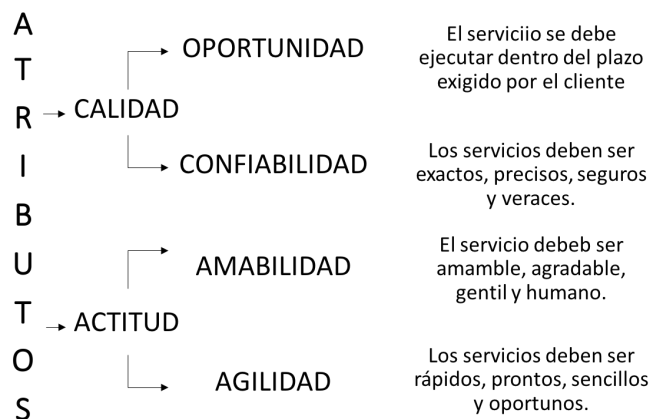 ATRIBUTOS
CALIDAD
OPORTUNIDAD
El serviciio se debe
ejecutar dentro del plazo
exigido por el cliente
CONFIABILIDAD
Los servicios deben ser
exactos, precisos, seguros
y veraces.
ACTITUD
AMABILIDAD
El servicio debeb ser
amamble, agradable,
gentil y humano.
AGILIDAD
Los servicios deben ser
rápidos, prontos, sencillos
y oportunos.